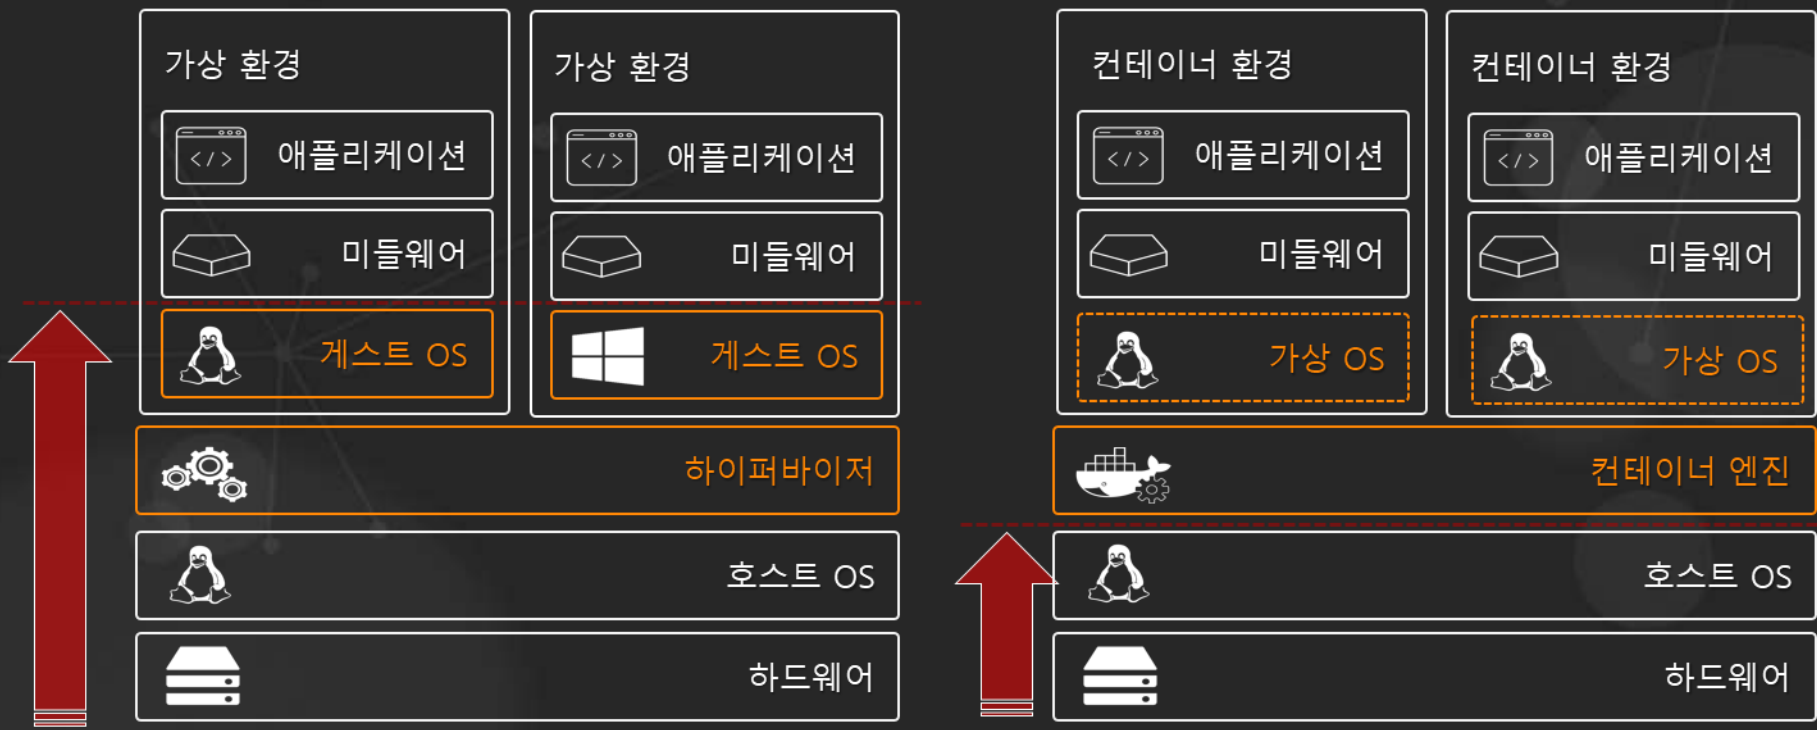 가상 환경
</> 애플리케이션
미들웨어
게스트 OS
가상 환경
</> 애플리케이션
미들웨어
게스트 OS
하이퍼바이저
호스트 OS
하드웨어
컨테이너 환경
</> 애플리케이션
미들웨어
가상 OS
컨테이너 환경
</> 애플리케이션
미들웨어
가상 OS
컨테이너 엔진
호스트 OS
하드웨어